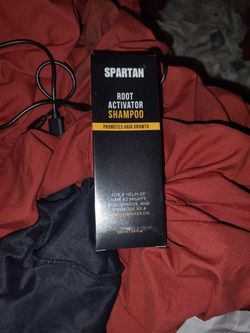 SPARTAN
ROOT
ACTIVATOR
SHAMPOO
PROMOTES HAIR GROWTH
FOR A HELM OF
HAIR AS MIGHTY,
VOLUMINOUS, AND
VIGOROUS AS A
SPARTAN WARRIOR